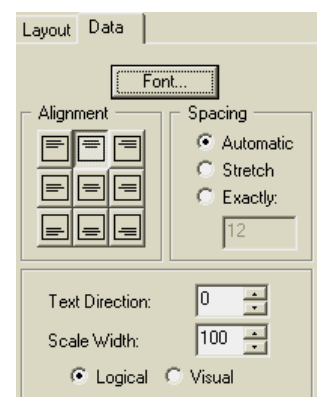 Layout Data
Font...
Alignment Spacing
Automatic
Stretch
Exactly:
12
Text Direction: 0
Scale Width: 100
Logical Visual